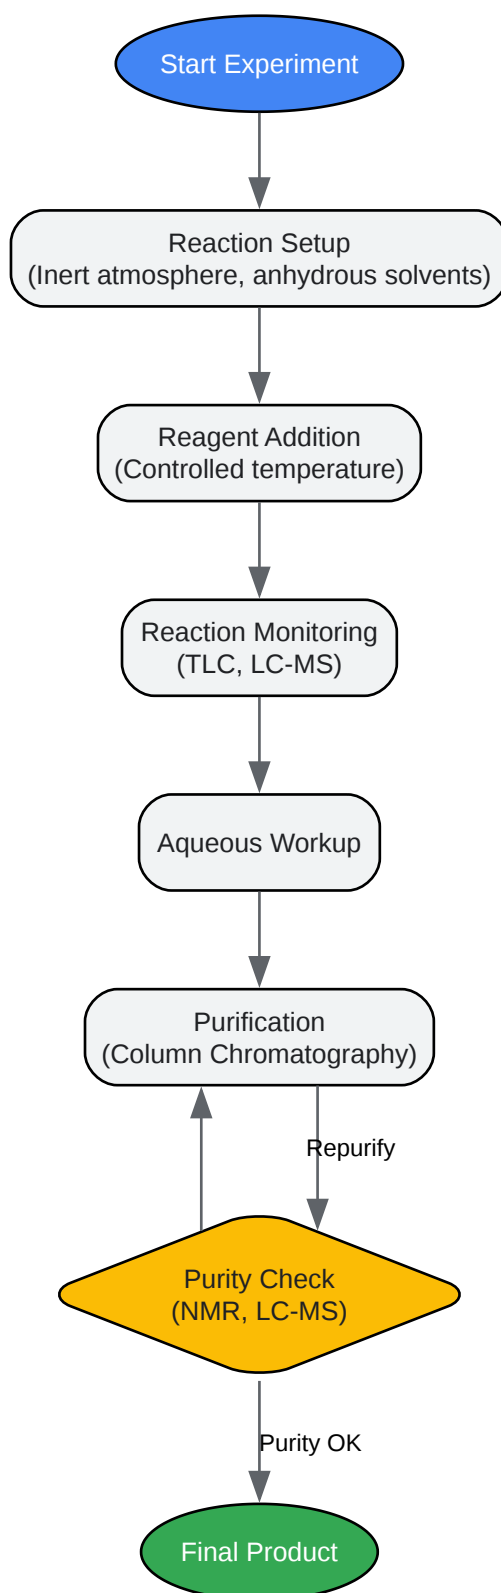 Start Experiment
Reaction Setup
(Inert atmosphere, anhydrous solvents)
Reagent Addition
(Controlled temperature)
Reaction Monitoring
(TLC, LC-MS)
Aqueous Workup
Purification
(Column Chromatography)
Repurify
Purity Check
(NMR, LC-MS)
Purity OK
Final Product